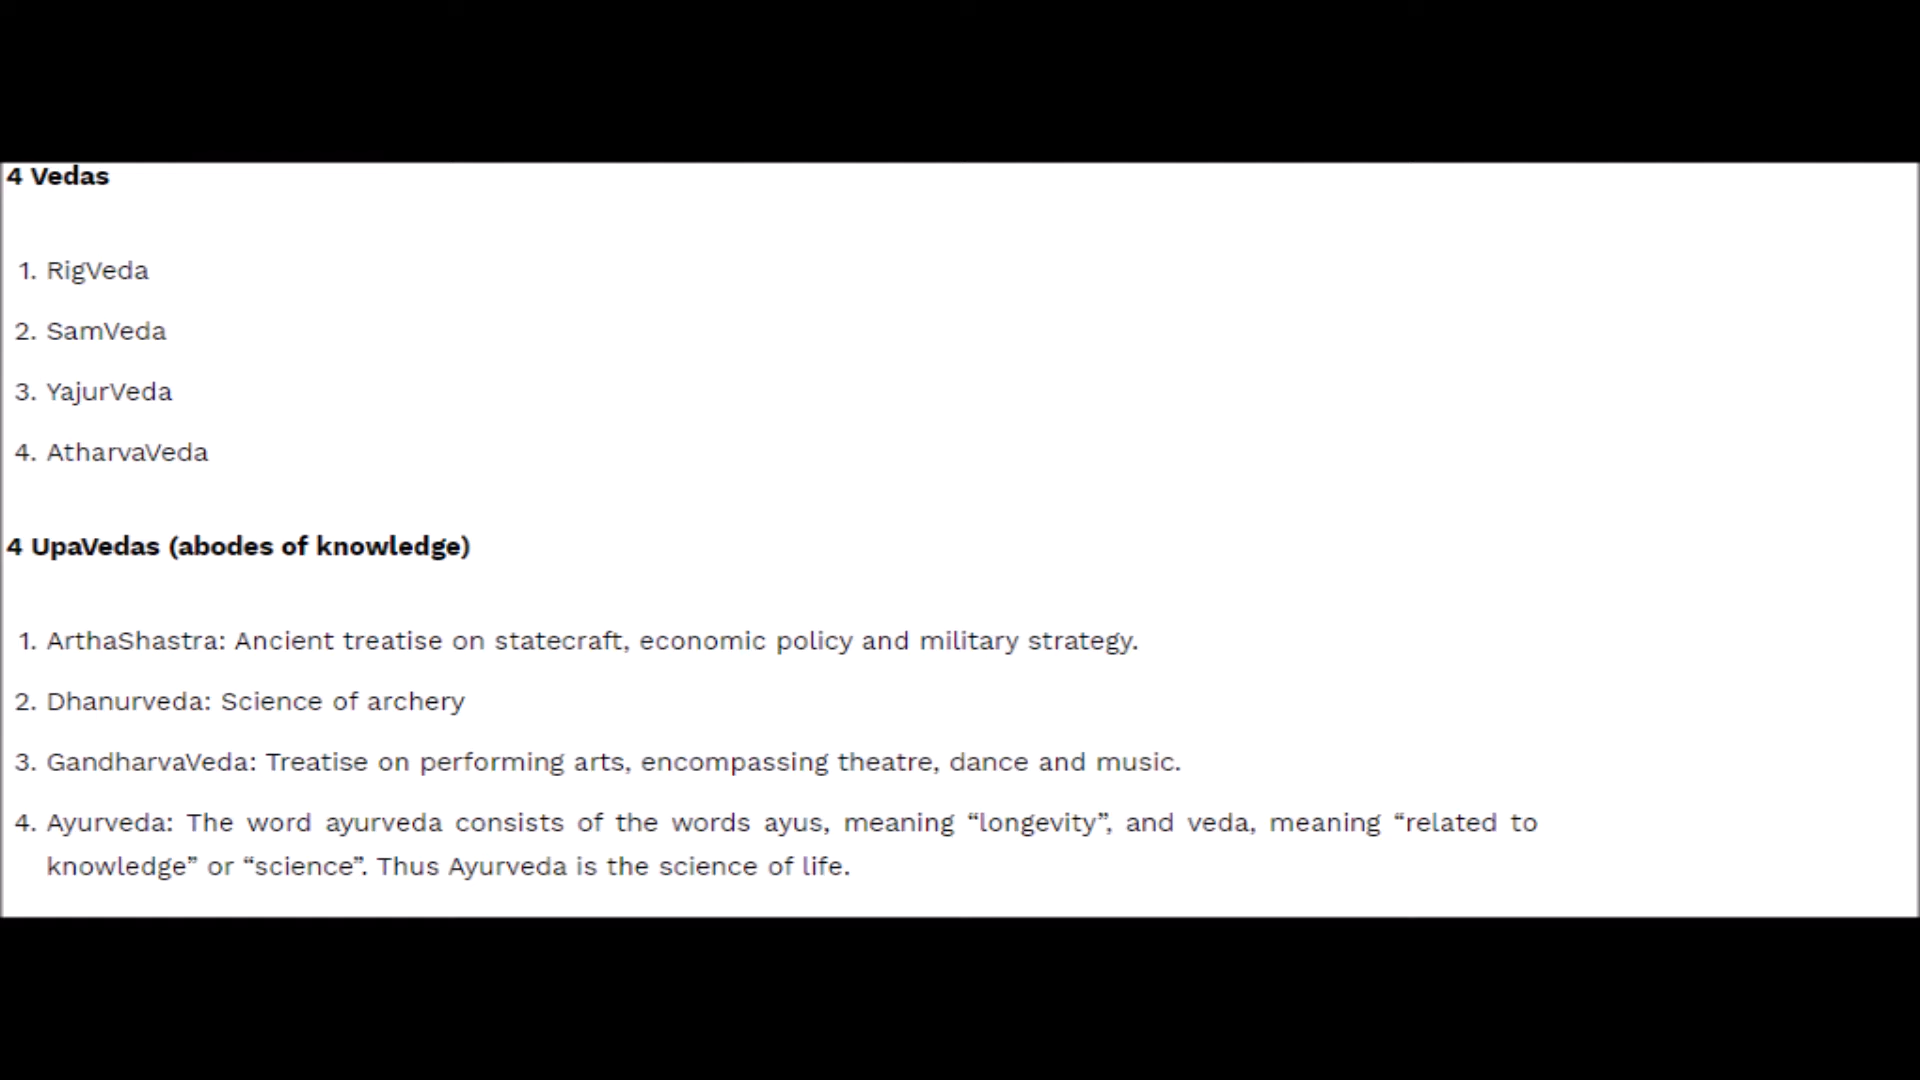 4 Vedas
1. RigVeda
2. SamVeda
3. YajurVeda
4. AtharvaVeda
4 UpaVedas (abodes of knowledge)
1. ArthaShastra: Ancient treatise on statecraft, economic policy and military strategy.
2. Dhanurveda: Science of archery
3. GandharvaVeda: Treatise on performing arts, encompassing theatre, dance and music.
4. Ayurveda: The word ayurveda consists of the words ayus, meaning “longevity”, and veda, meaning “related to
knowledge” or “science”. Thus Ayurveda is the science of life.